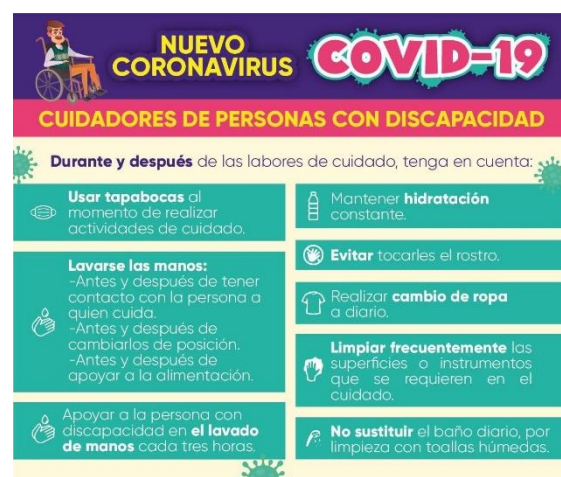 NUEVO
CORONAVIRUS
COVID-19
CUIDADORES DE PERSONAS CON DISCAPACIDAD
Durante y después de las labores de cuidado, tenga en cuenta:
Usar tapabocas al
momento de realizar
actividades de cuidado.
Lavarse las manos:
-Antes y después de tener
contacto con la persona a
quien cuida.
-Antes y después de
cambiarlos de posición.
-Antes y después de
apoyar a la alimentación.
Apoyar a la persona con
discapacidad en el lavado
de manos cada tres horas.
Mantener hidratación
constante.
Evitar tocarles el rostro.
Realizar cambio de ropa
a diario.
Limpiar frecuentemente las
superficies o instrumentos
que se requieren en el
cuidado.
No sustituir el baño diario, por
limpieza con toallas húmedas.